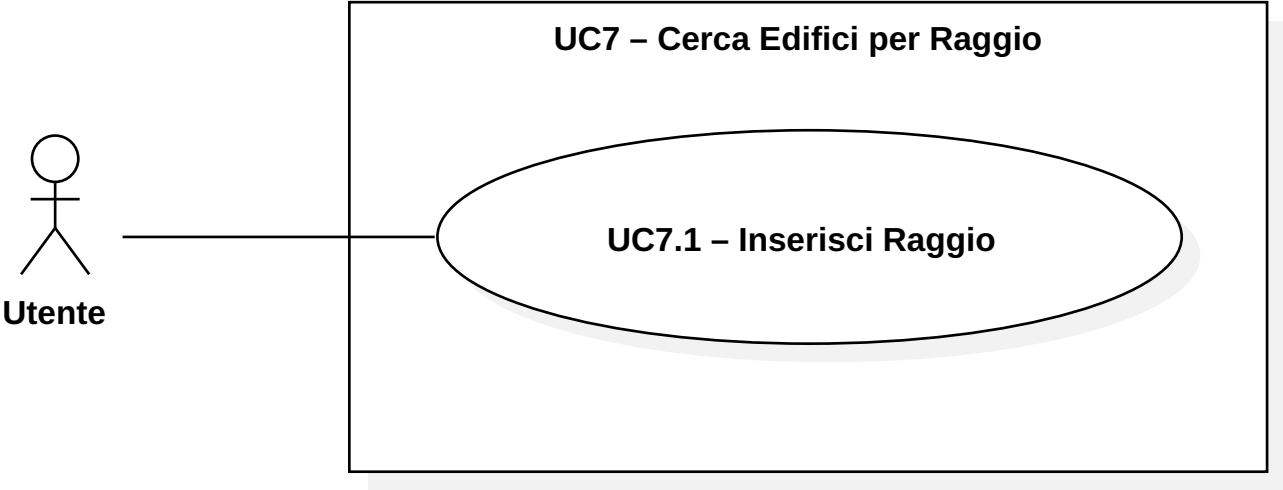 UC7 – Cerca Edifici per Raggio
UC7.1 – Inserisci Raggio
Utente